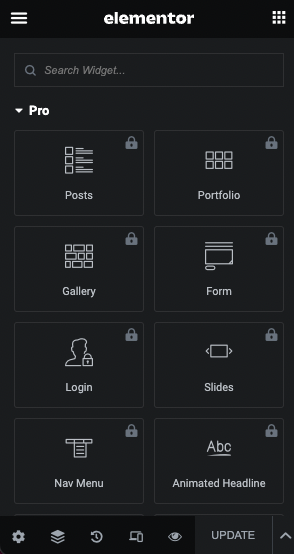 elementor
Search Widget...
Pro
Posts
Portfolio
Gallery
Form
Login
Slides
Nav Menu
Abc
Animated Headline
UPDATE